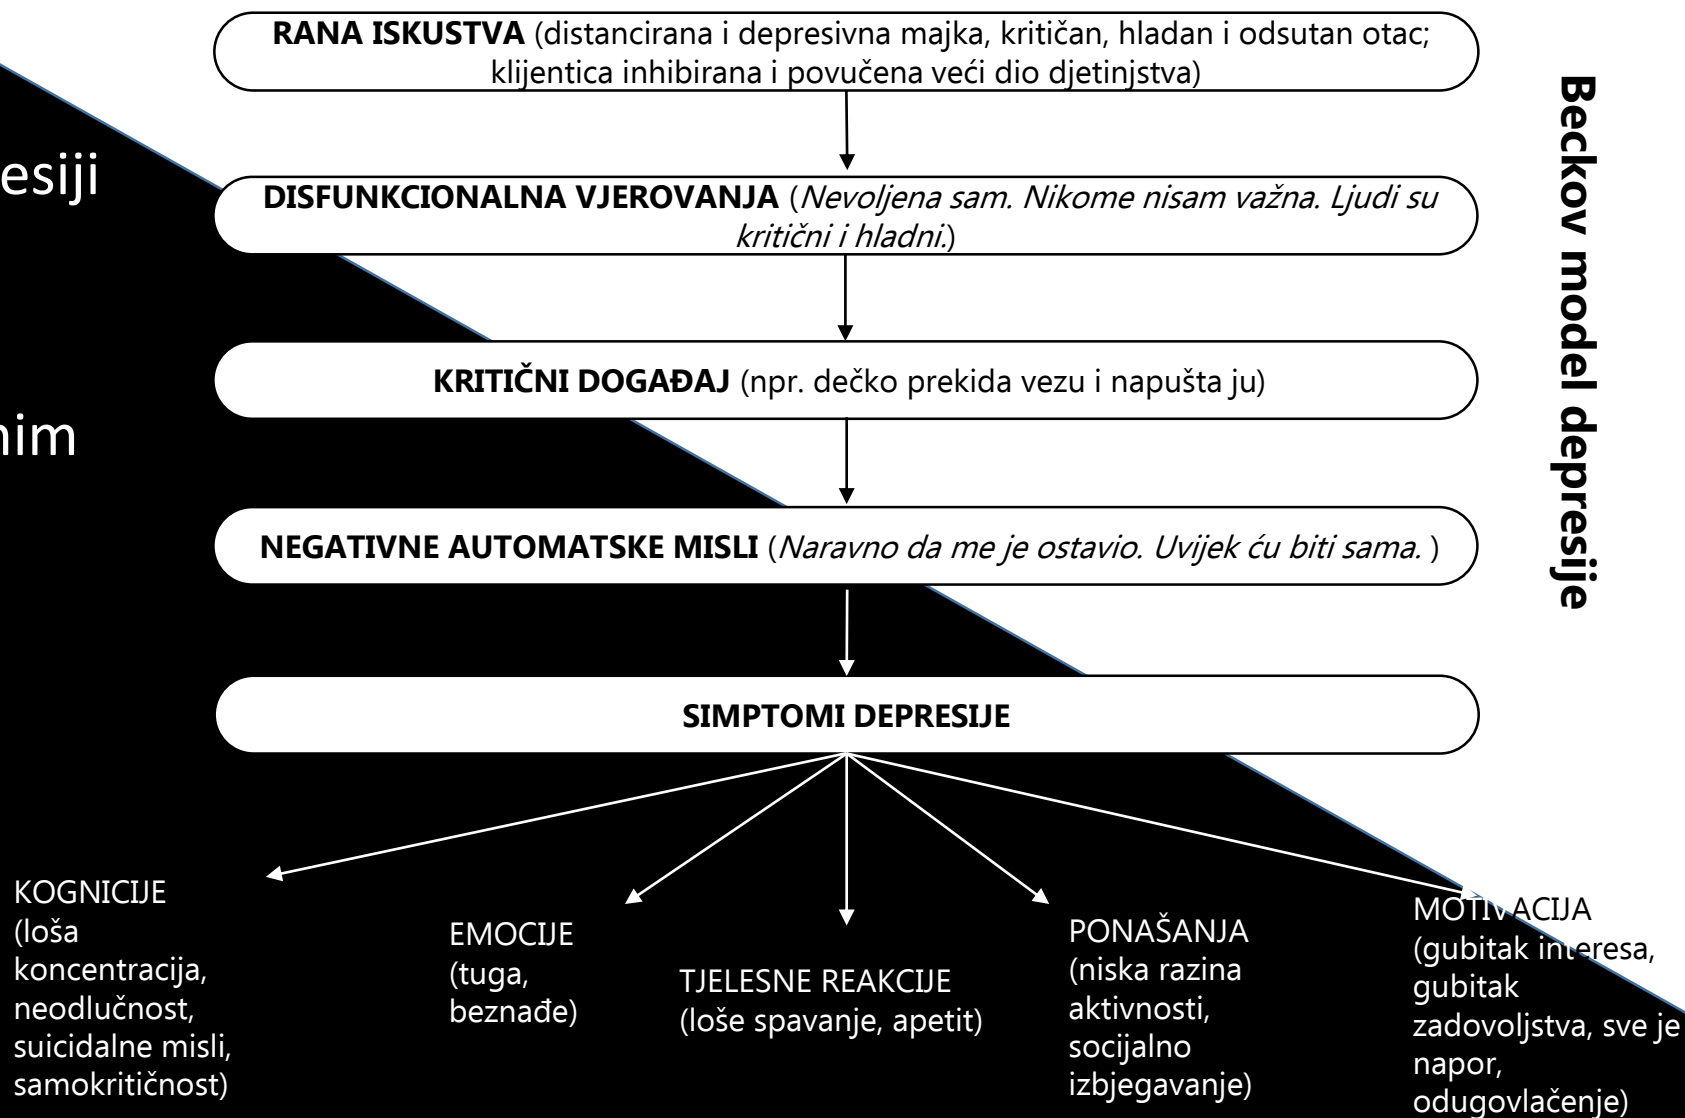 RANA ISKUSTVA (distancirana i depresivna majka, kritičan, hladan i odsutan otac;
klijentica inhibirana i povučena veći dio djetinjstva)
esiji
DISFUNKCIONALNA VJEROVANJA (Nevoljena sam. Nikome nisam važna. Ljudi su
kritični i hladni.)
KRITIČNI DOGAĐAJ (npr. dečko prekida vezu i napušta ju)
nim
NEGATIVNE AUTOMATSKE MISLI (Naravno da me je ostavio. Uvijek ću biti sama. )
SIMPTOMI DEPRESIJE
Beckov model depresije
KOGNICIJE
(loša
koncentracija,
neodlučnost,
suicidalne misli,
samokritičnost)
EMOCIJE
(tuga,
beznađe)
TJELESNE REAKCIJE
(loše spavanje, apetit)
PONAŠANJA
(niska razina
aktivnosti,
socijalno
izbjegavanje)
MOTIVACIJA
(gubitak interesa,
gubitak
zadovoljstva, sve je
napor,
odugovlačenje)